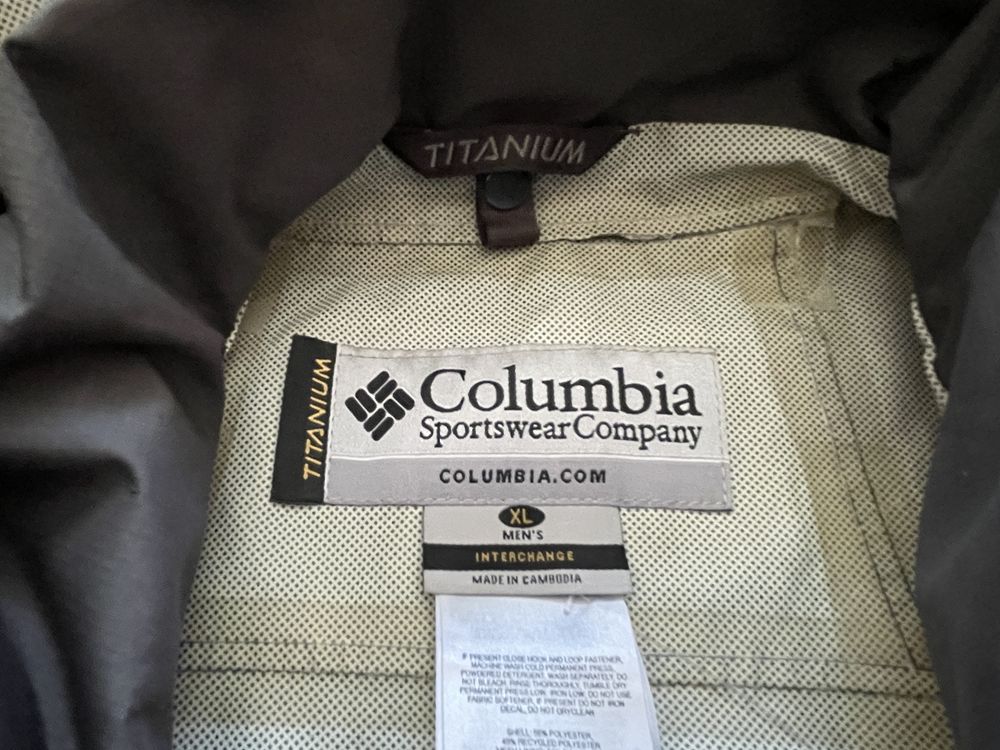 TITANIUM
TITANIUM
Columbia
Sportswear Company
COLUMBIA.COM
XL
MEN'S
INTERCHANGE
MADE IN CAMBODIA
IF PRESENT CLOSE HOOK AND LOOP FASTENER,
MACHINE WASH COLD PERMANENT PRESS,
POWDERED DETERGENT. WASH SEPARATELY. DO
NOT BLEACH. RINSE THOROUGHLY. TUMBLE DRY
PERMANENT PRESS LOW. IRON LOW. DO NOT USE
FABRIC SOFTENER. IF PRESENT DO NOT IRON
DECAL. DO NOT DRYCLEAN
SHELL: POLYESTER,
RECYCLED POLYESTER